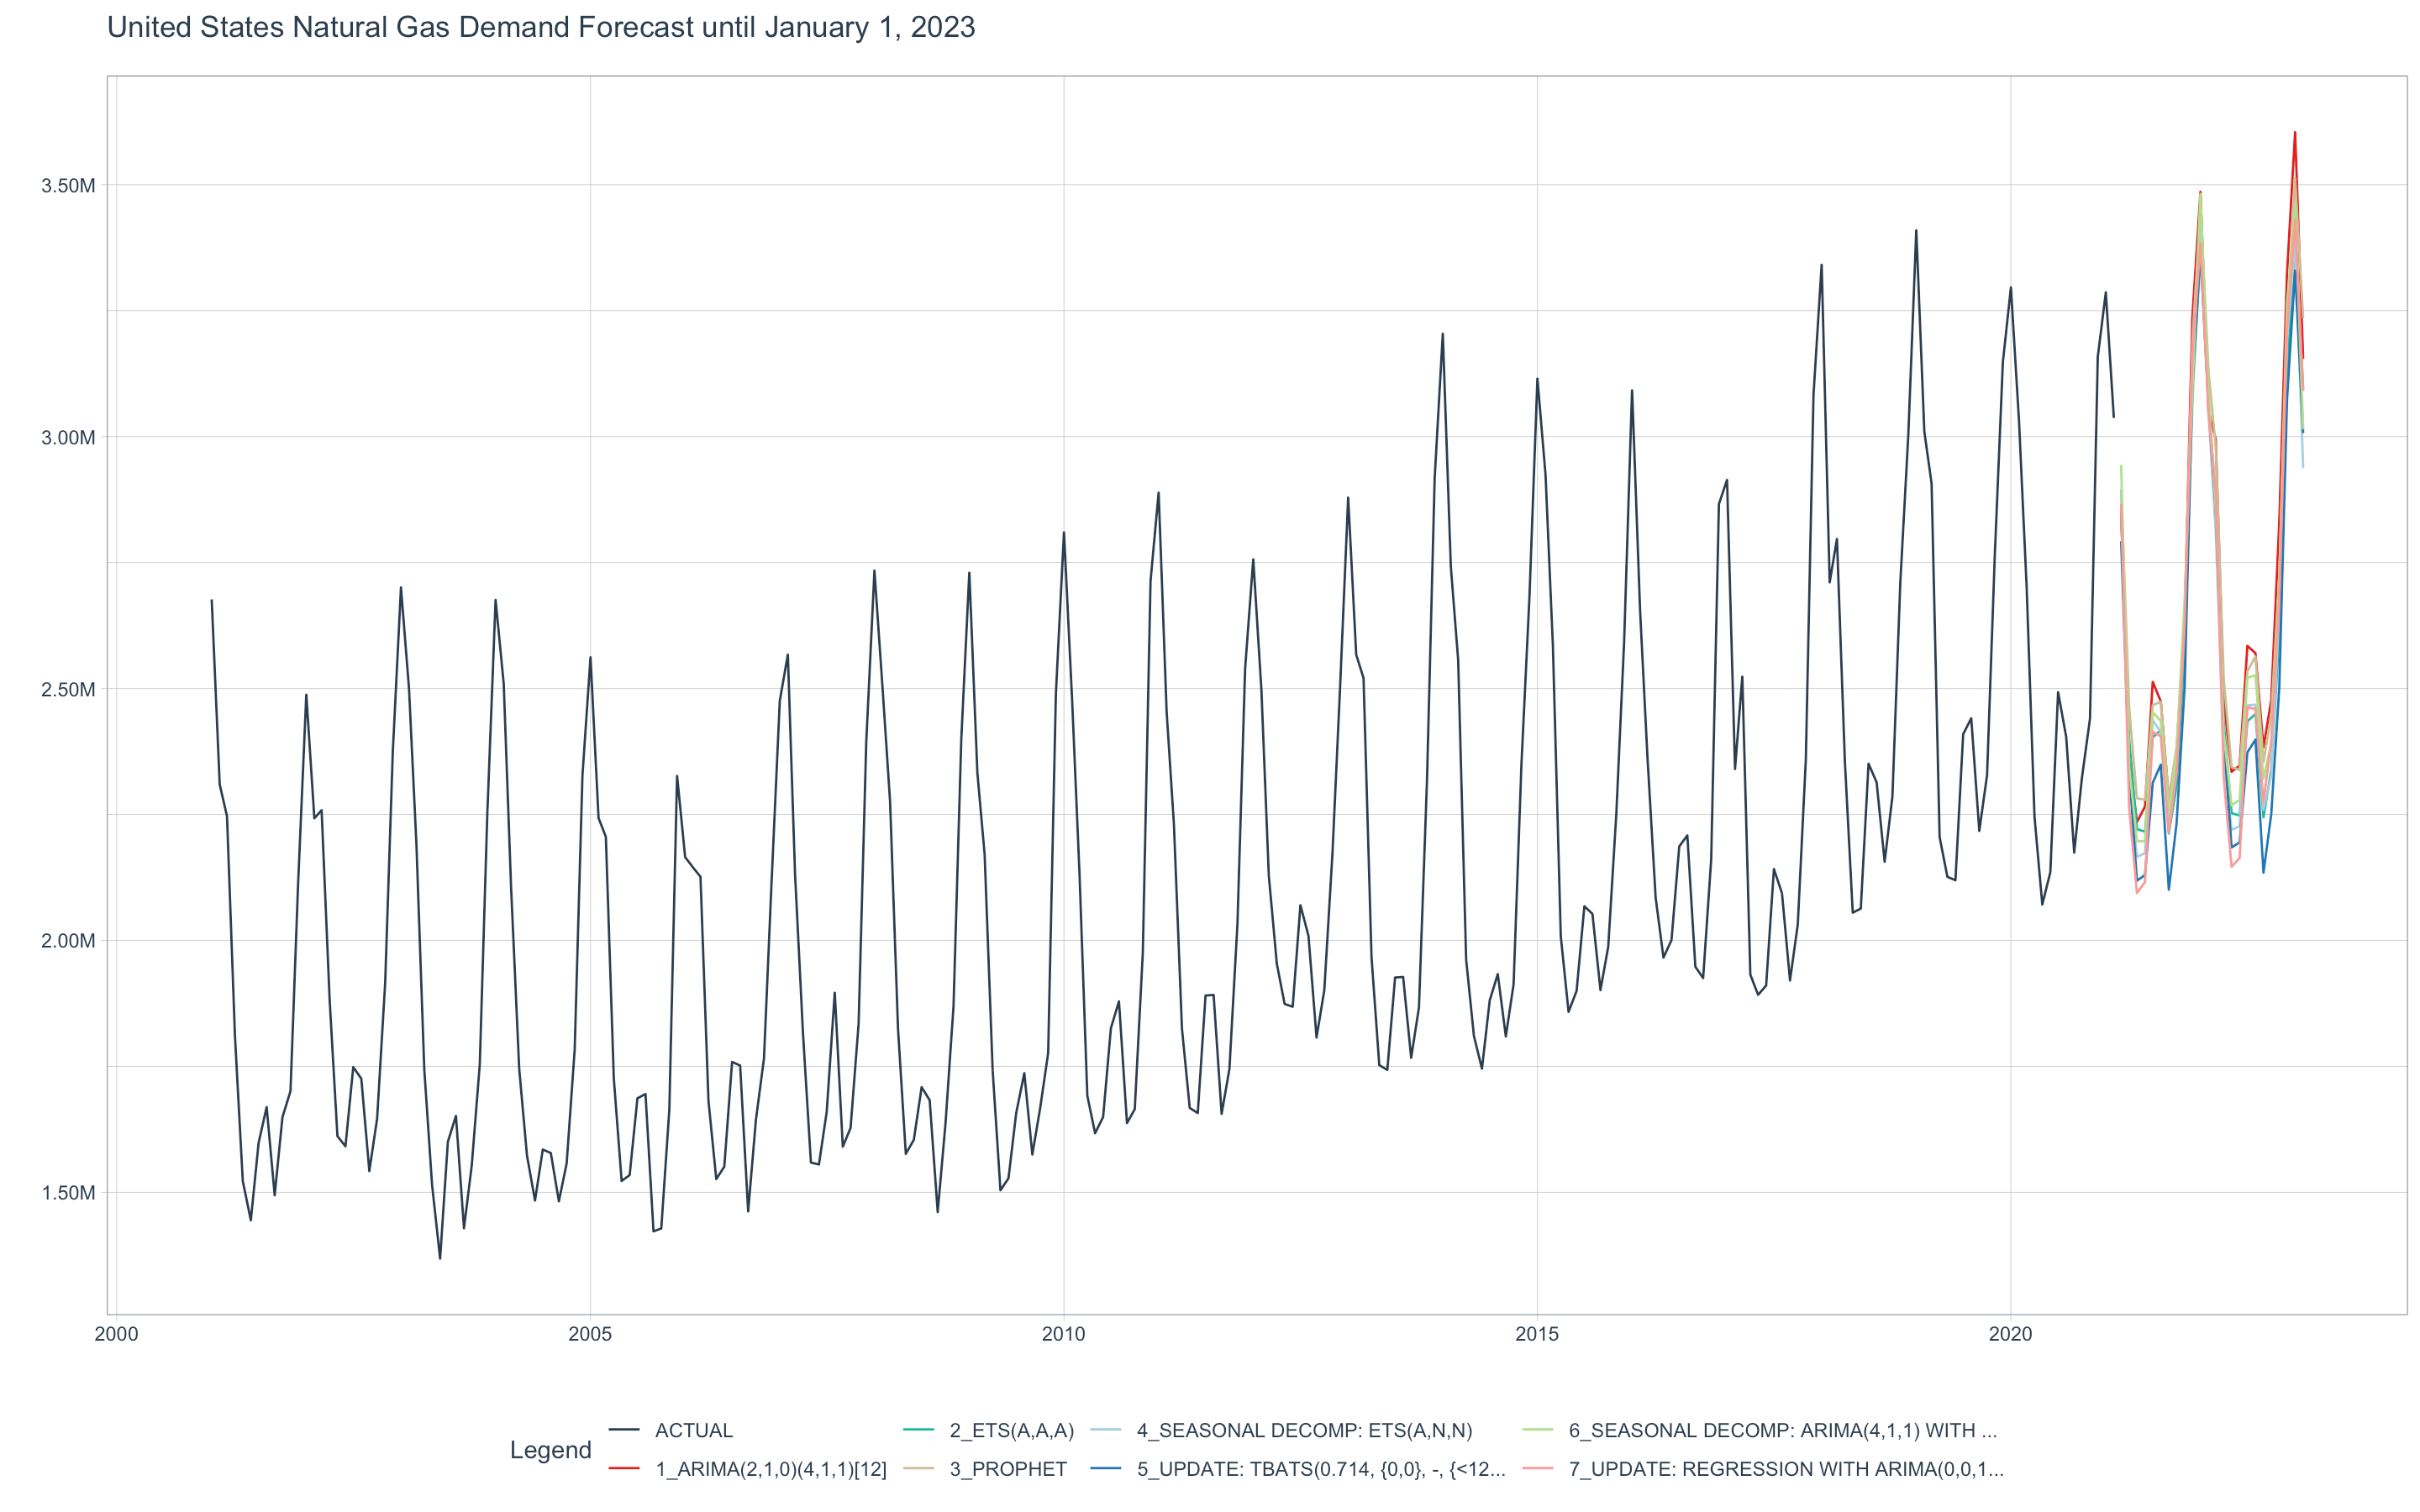 United States Natural Gas Demand Forecast until January 1, 2023
3.50M
3.00M
2.50M
2.00M
1.50M
2000 2005 2010 2015 2020
Legend
ACTUAL 2_ETS(A,A,A) 4_SEASONAL DECOMP: ETS(A,N,N) 6_SEASONAL DECOMP: ARIMA(4,1,1) WITH ...
1_ARIMA(2,1,0)(4,1,1)[12] 3_PROPHET 5_UPDATE: TBATS(0.714, {0,0}, -, {<12... 7_UPDATE: REGRESSION WITH ARIMA(0,0,1...